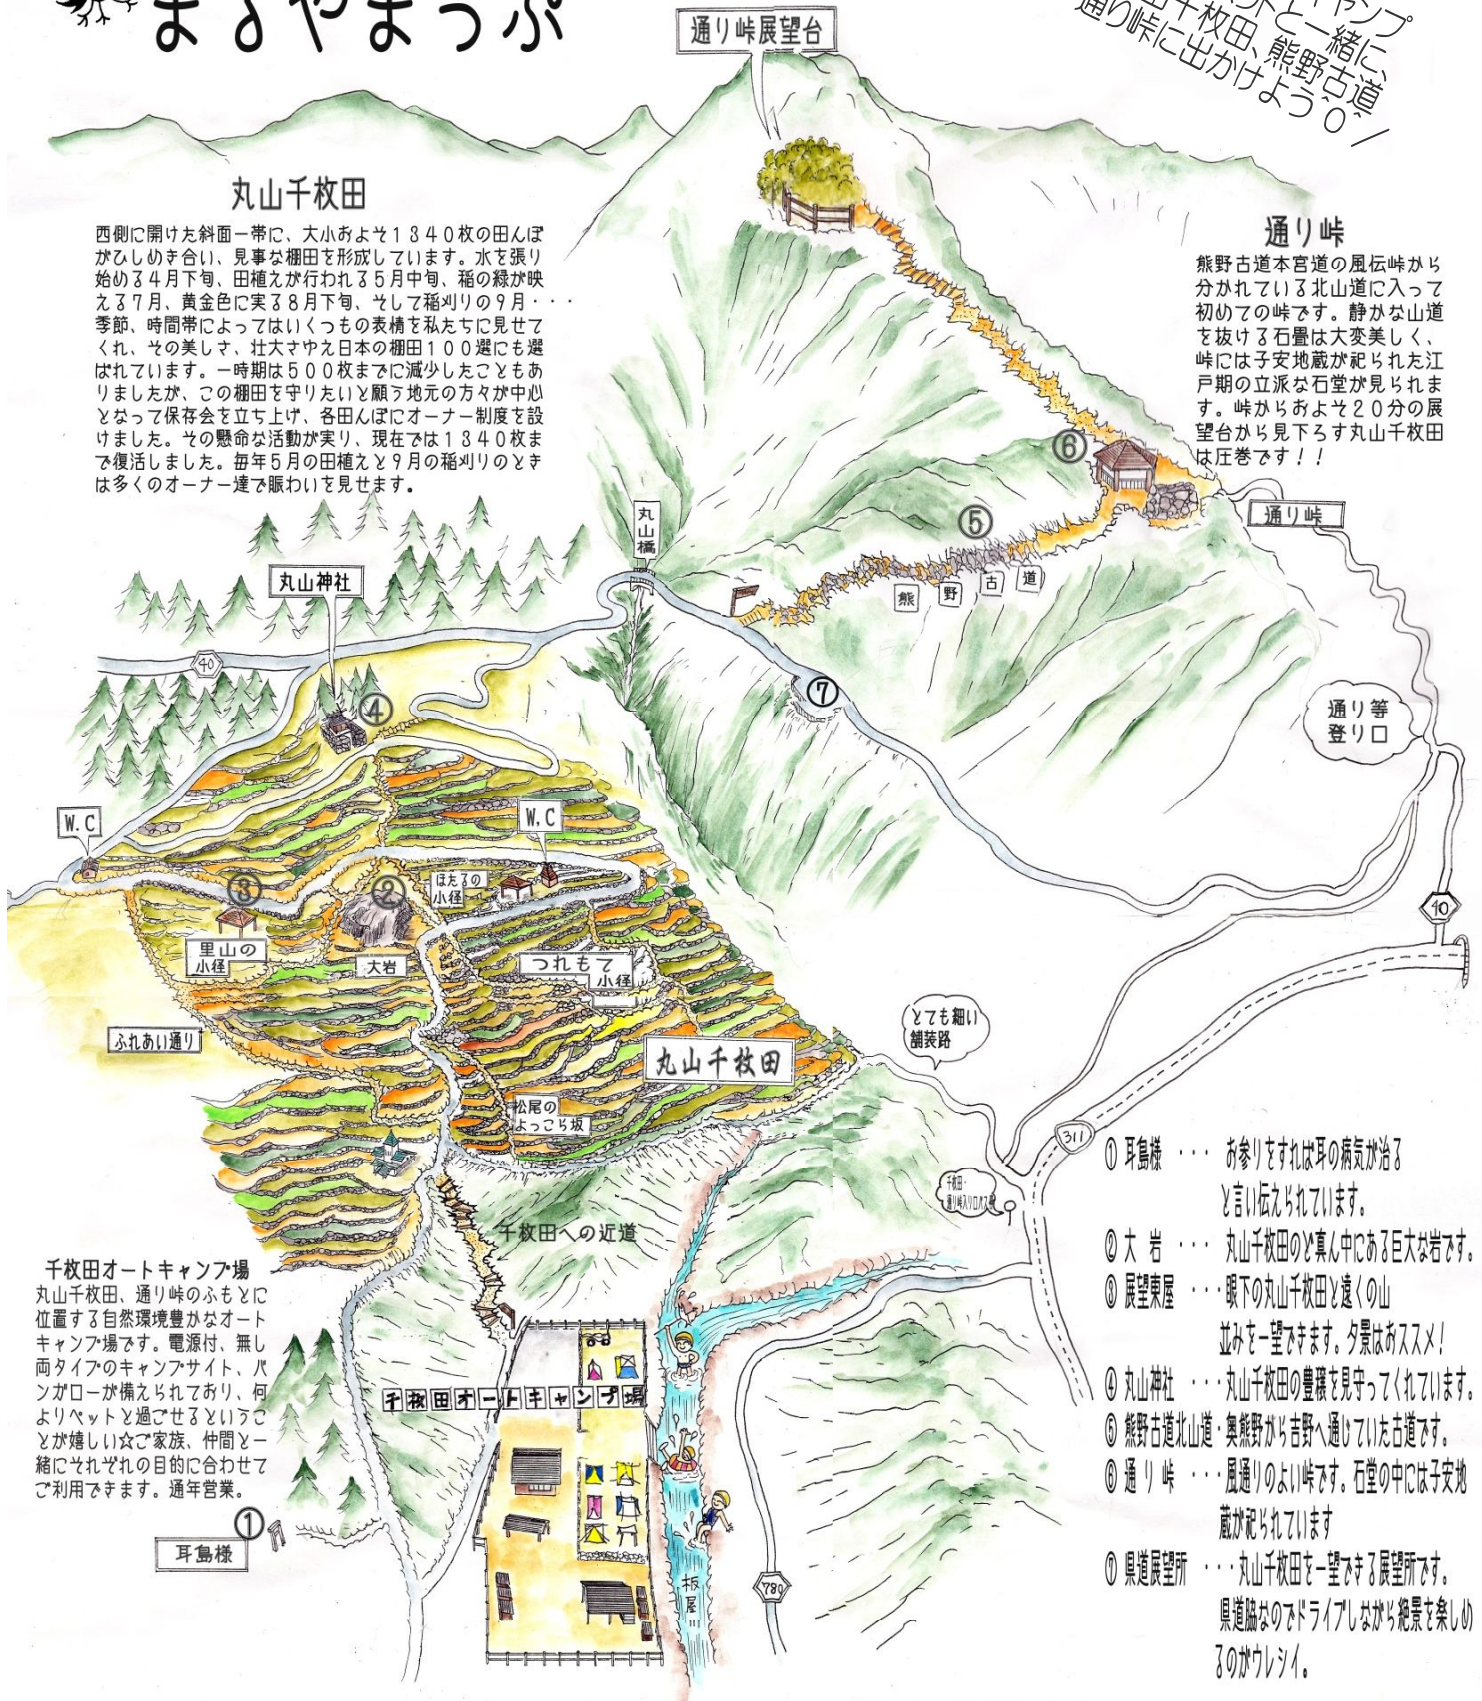 まるやまっぷ
通り峠展望台
キャンプ
ットと一緒に、
山千枚田、熊野古道、
通り峠に出かけよう。
丸山千枚田
西側に開けた斜面一帯に、大小およそ1340枚の田んぼ
がひしめき合い、見事な棚田を形成しています。水を張り
始める4月下旬、田植えが行われる5月中旬、稲の緑が映
える7月、黄金色に実る8月下旬、そして稲刈りの9月・・・
季節、時間帯によってはいくつもの表情を私たちに見せて
くれ、その美しさ、壮大さゆえ日本の棚田100選にも選
ばれています。一時期は500枚までに減少したこともあ
りましたが、この棚田を守りたいと願う地元の方々が中心
となって保存会を立ち上げ、各田んぼにオーナー制度を設
けました。その懸命な活動が実り、現在では1340枚ま
で復活しました。毎年5月の田植えと9月の稲刈りのとき
は多くのオーナー達で賑わいを見せます。
通り峠
熊野古道本宮道の風伝峠から
分かれている北山道に入って
初めての峠です。静かな山道
を抜ける石畳は大変美しく、
峠には子安地蔵が祀られた江
戸期の立派な石堂が見られま
す。峠からおよそ20分の展
望台から見下ろす丸山千枚田
は圧巻です！！
⑥
通り峠
⑤
丸山橋
熊野古道
丸山神社
40
④
⑦
通り等
登り口
W.C
W.C
③
②
ほたるの
小径
40
里山の
小径
大岩
つれもて
小径
ふれあい通り
とても細い
舗装路
丸山千枚田
松尾の
よっこら坂
311
千枚田への近道
千枚田オートキャンプ場
丸山千枚田、通り峠のふもとに
位置する自然環境豊かなオート
キャンプ場です。電源付、無し
両タイプのキャンプサイト、バ
ンガローが備えられており、何
よりペットと過ごせるというこ
とが嬉しい☆ご家族、仲間と一
緒にそれぞれの目的に合わせて
ご利用できます。通年営業。
千枚田オートキャンプ場
①
耳島様
板屋川
780
① 耳島様 ・・・ お参りをすれば耳の病気が治る
と言い伝えられています。
② 大 岩 ・・・ 丸山千枚田のど真ん中にある巨大な岩です。
③ 展望東屋 ・・・ 眼下の丸山千枚田と遠くの山
並みを一望できます。夕景はおススメ！
④ 丸山神社 ・・・ 丸山千枚田の豊穣を見守ってくれています。
⑤ 熊野古道北山道・奥熊野から吉野へ通じていた古道です。
⑥ 通り峠 ・・・ 風通りのよい峠です。石堂の中には子安地
蔵が祀られています
⑦ 県道展望所 ・・・ 丸山千枚田を一望できる展望所です。
県道脇なのでドライブしながら絶景を楽しめ
るのがウレシイ。